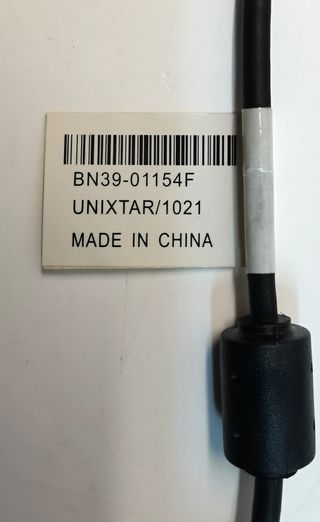 BN39-01154F
UNIXTAR/1021
MADE IN CHINA